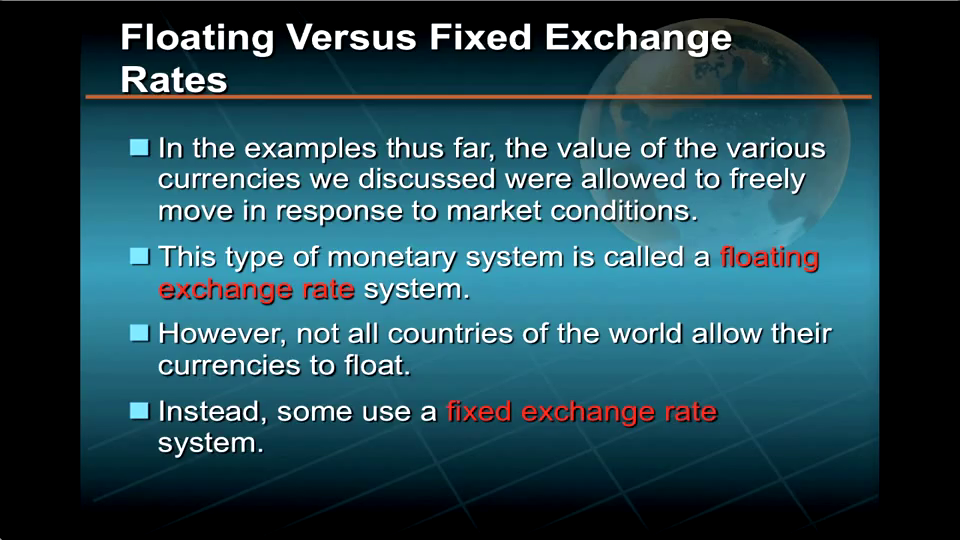 Floating Versus Fixed Exchange
Rates
In the examples thus far, the value of the various
currencies we discussed were allowed to freely
move in response to market conditions.
This type of monetary system is called a floating
exchange rate system.
However, not all countries of the world allow their
currencies to float.
Instead, some use a fixed exchange rate
system.